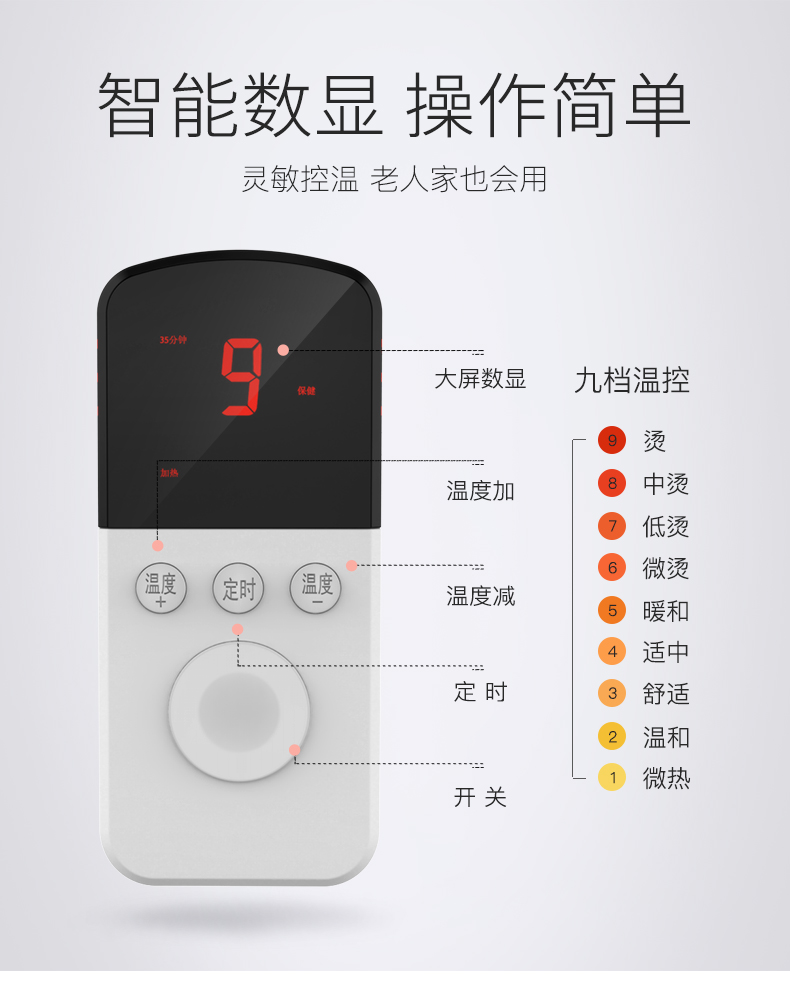 智能数显 操作简单
灵敏控温 老人家也会用
35分钟
9
保健
加热
大屏数显
温度加
温度减
定时
开关
温度
+
定时
温度
-
九档温控
9 烫
8 中烫
7 低烫
6 微烫
5 暖和
4 适中
3 舒适
2 温和
1 微热